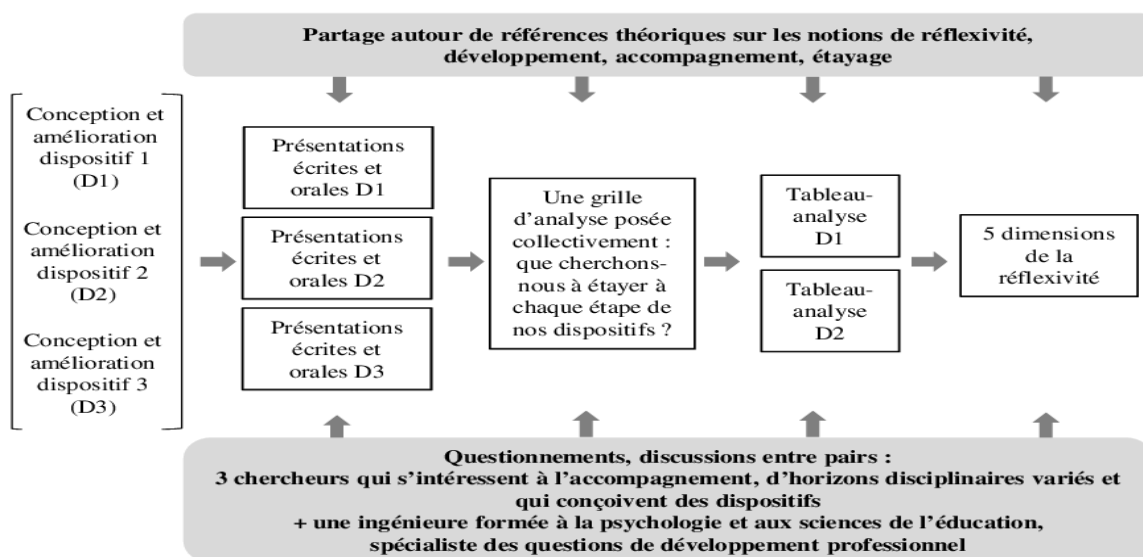 Partage autour de références théoriques sur les notions de réflexivité,
développement, accompagnement, étayage
Conception et
amélioration
dispositif 1
(D1)
Conception et
amélioration
dispositif 2
(D2)
Conception et
amélioration
dispositif 3
(D3)
Présentations
écrites et
orales D1
Présentations
écrites et
orales D2
Présentations
écrites et
orales D3
Une grille
d’analyse posée
collectivement :
que cherchons-
nous à étayer à
chaque étape de
nos dispositifs ?
Tableau-
analyse
D1
Tableau-
analyse
D2
5 dimensions
de la
réflexivité
Questionnements, discussions entre pairs :
3 chercheurs qui s’intéressent à l’accompagnement, d’horizons disciplinaires variés et
qui conçoivent des dispositifs
+ une ingénieure formée à la psychologie et aux sciences de l’éducation,
spécialiste des questions de développement professionnel